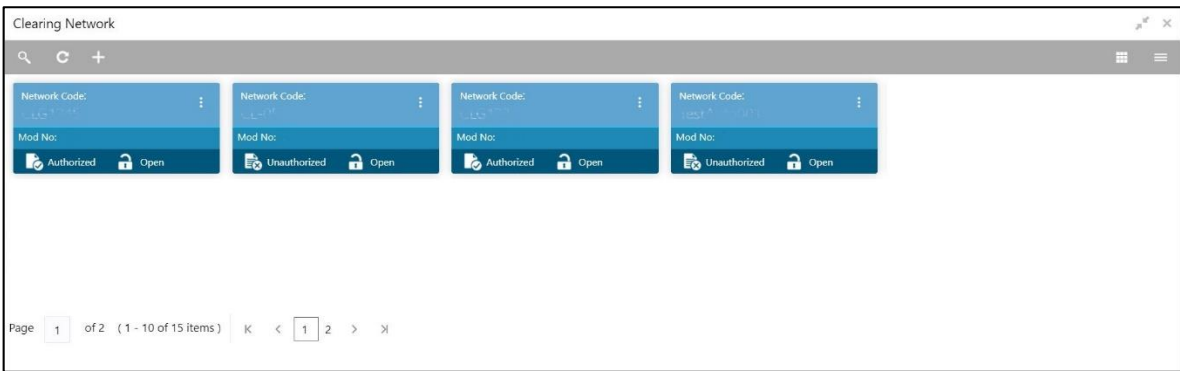 Clearing Network
Network Code: Network Code: Network Code: Network Code:
Mod No: Mod No: Mod No: Mod No:
Authorized Open Unauthorized Open Authorized Open Unauthorized Open
Page 1 of 2 ( 1 - 10 of 15 items ) 1 2